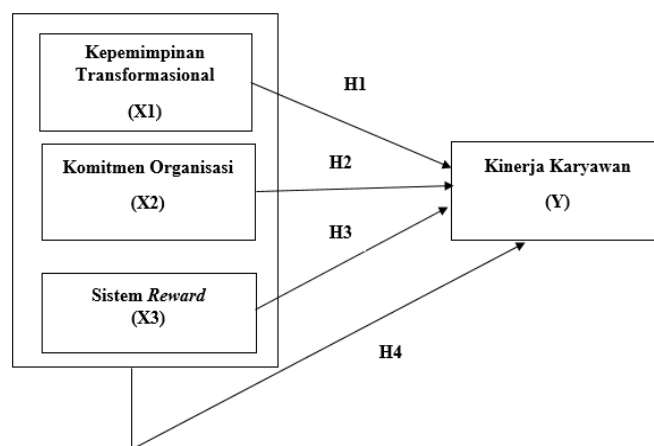 Kepemimpinan
Transformasional
(X1)
H1
Komitmen Organisasi
(X2)
H2
Kinerja Karyawan
(Y)
H3
Sistem Reward
(X3)
H4